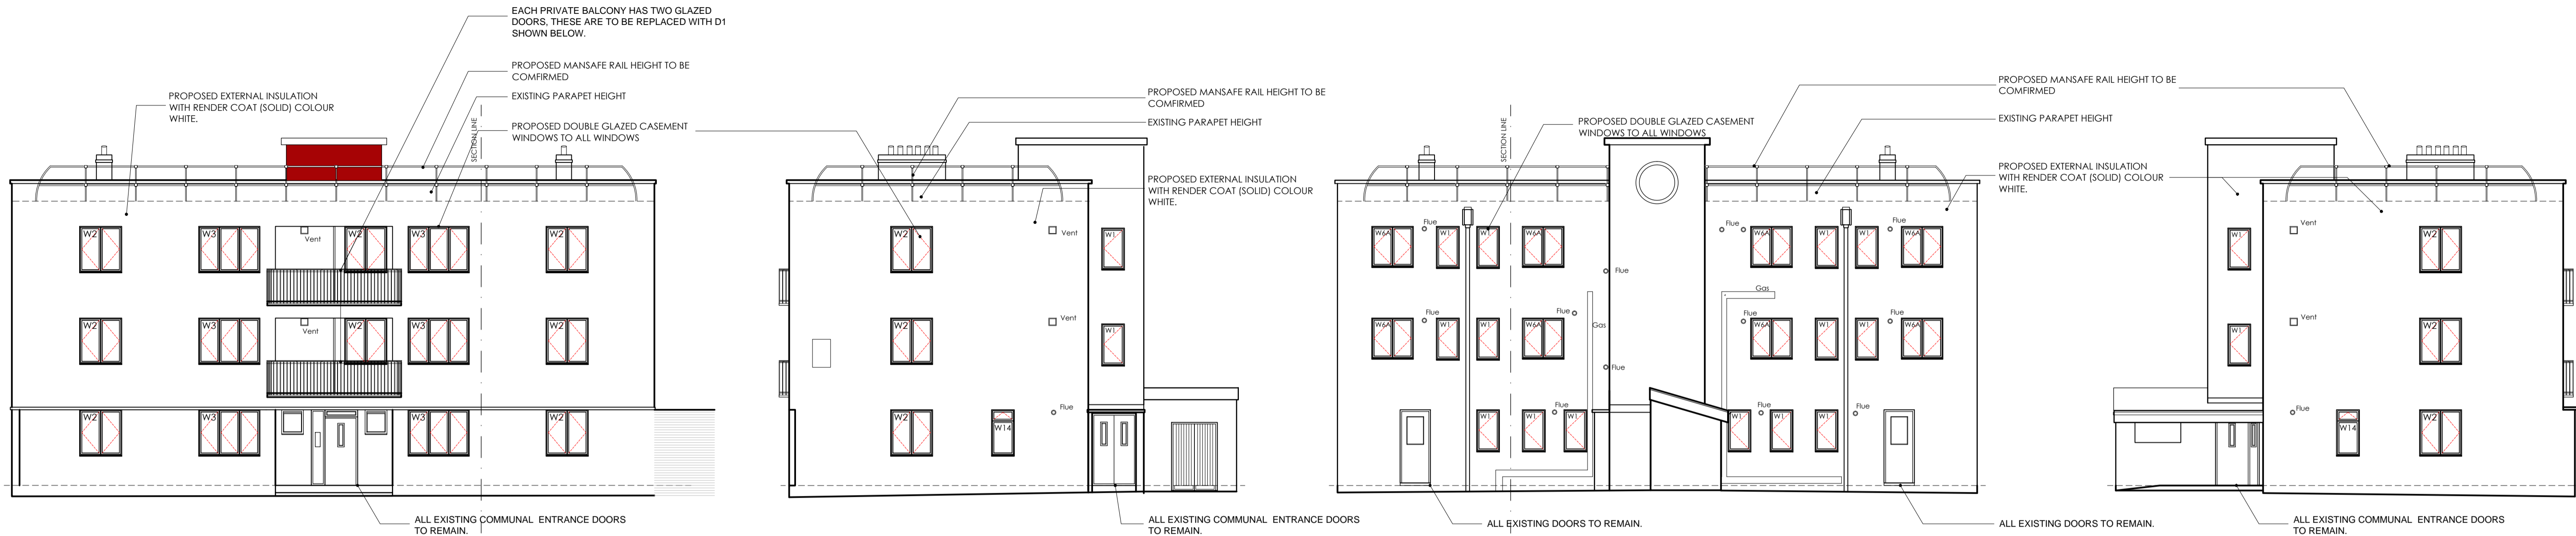 EACH PRIVATE BALCONY HAS TWO GLAZED
DOORS, THESE ARE TO BE REPLACED WITH D1
SHOWN BELOW.
PROPOSED MANSAFE RAIL HEIGHT TO BE
COMFIRMED
EXISTING PARAPET HEIGHT
PROPOSED EXTERNAL INSULATION
WITH RENDER COAT (SOLID) COLOUR
WHITE.
PROPOSED DOUBLE GLAZED CASEMENT
WINDOWS TO ALL WINDOWS
SECTION LINE
W2
W3
Vent
W2
W3
W2
W2
W3
Vent
W2
W3
W2
W2
W3
W3
W2
ALL EXISTING COMMUNAL ENTRANCE DOORS
TO REMAIN.
PROPOSED MANSAFE RAIL HEIGHT TO BE
COMFIRMED
EXISTING PARAPET HEIGHT
PROPOSED EXTERNAL INSULATION
WITH RENDER COAT (SOLID) COLOUR
WHITE.
W2
Vent
W1
W2
Vent
W1
W2
W14
Flue
ALL EXISTING COMMUNAL ENTRANCE DOORS
TO REMAIN.
SECTION LINE
PROPOSED DOUBLE GLAZED CASEMENT
WINDOWS TO ALL WINDOWS
PROPOSED MANSAFE RAIL HEIGHT TO BE
COMFIRMED
EXISTING PARAPET HEIGHT
PROPOSED EXTERNAL INSULATION
WITH RENDER COAT (SOLID) COLOUR
WHITE.
Flue
Flue
Flue
W6A
W1
W1
W6A
W6A
W1
W1
W6A
Flue
Gas
Flue
Flue
Flue
Flue
W6A
W1
W1
W6A
Gas
W6A
W1
W1
W6A
Flue
Flue
Flue
Flue
W1
W1
W1
W1
W1
W1
ALL EXISTING DOORS TO REMAIN.
ALL EXISTING DOORS TO REMAIN.
Vent
W1
W2
Vent
W1
W2
Flue
W14
W2
ALL EXISTING COMMUNAL ENTRANCE DOORS
TO REMAIN.